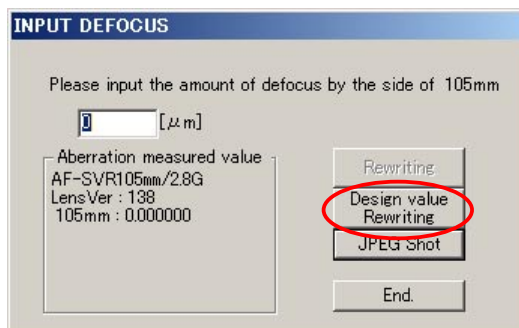 INPUT DEFOCUS
Please input the amount of defocus by the side of 105mm
0 [μm]
Aberration measured value
AF-SVR105mm/2.8G
LensVer : 138
105mm : 0.000000
Rewriting
Design value
Rewriting
JPEG Shot
End.